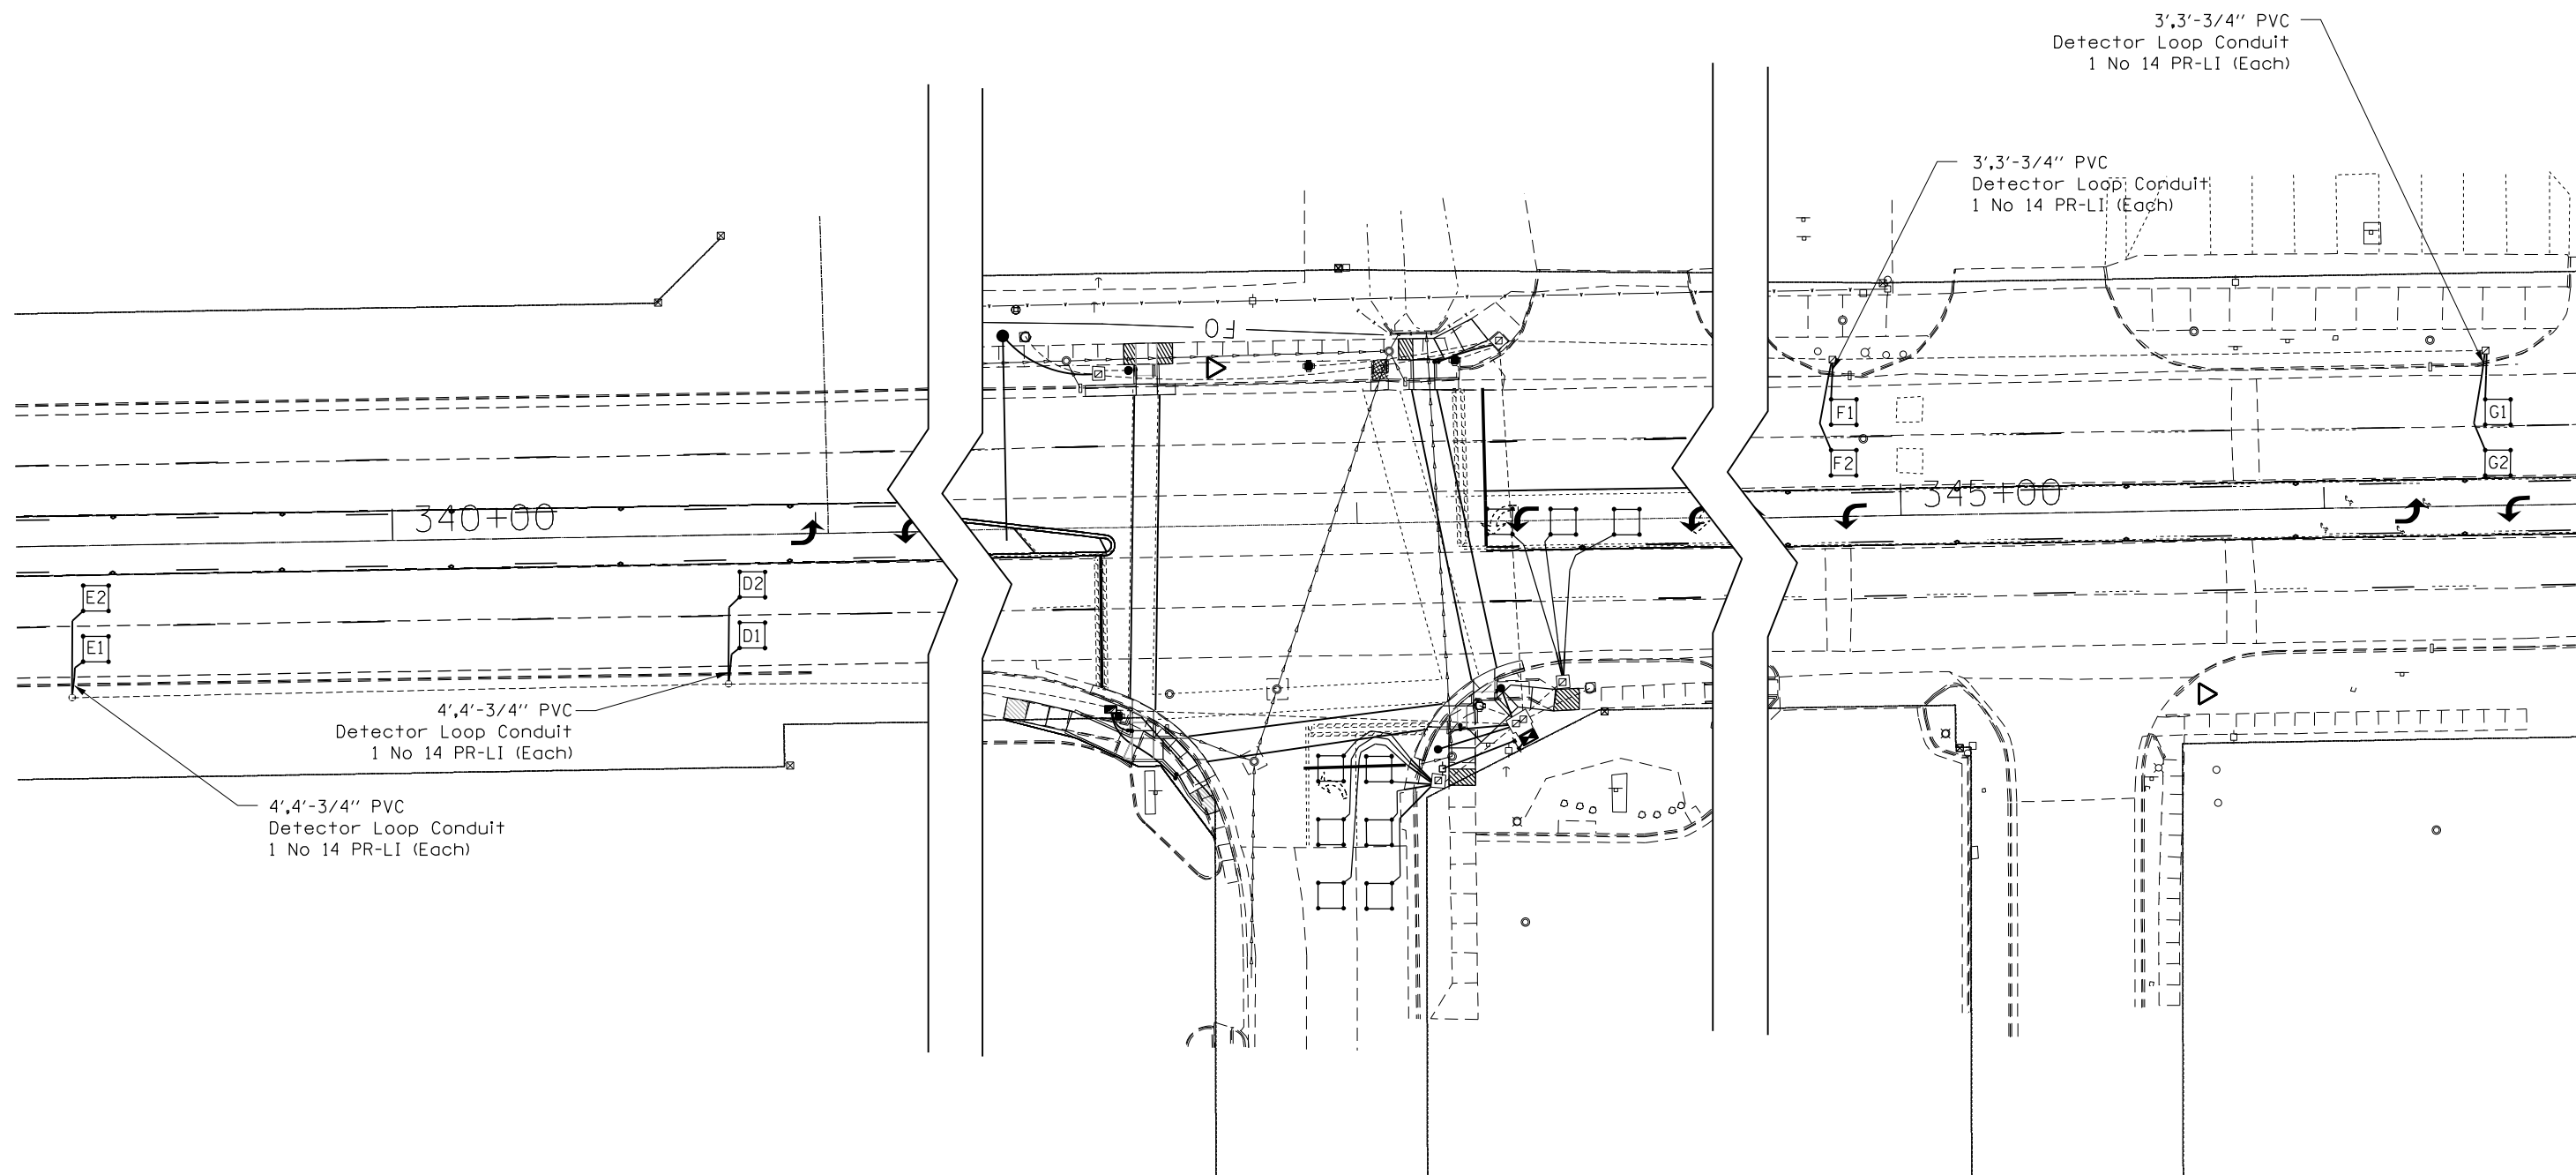 3',3'-3/4'' PVC
Detector Loop Conduit
1 No 14 PR-LI (Each)
3',3'-3/4'' PVC
Detector Loop Conduit
1 No 14 PR-LI (Each)
FO
F1
G1
F2
G2
345+00
340+00
E2
D2
E1
D1
4',4'-3/4'' PVC
Detector Loop Conduit
1 No 14 PR-LI (Each)
4',4'-3/4'' PVC
Detector Loop Conduit
1 No 14 PR-LI (Each)